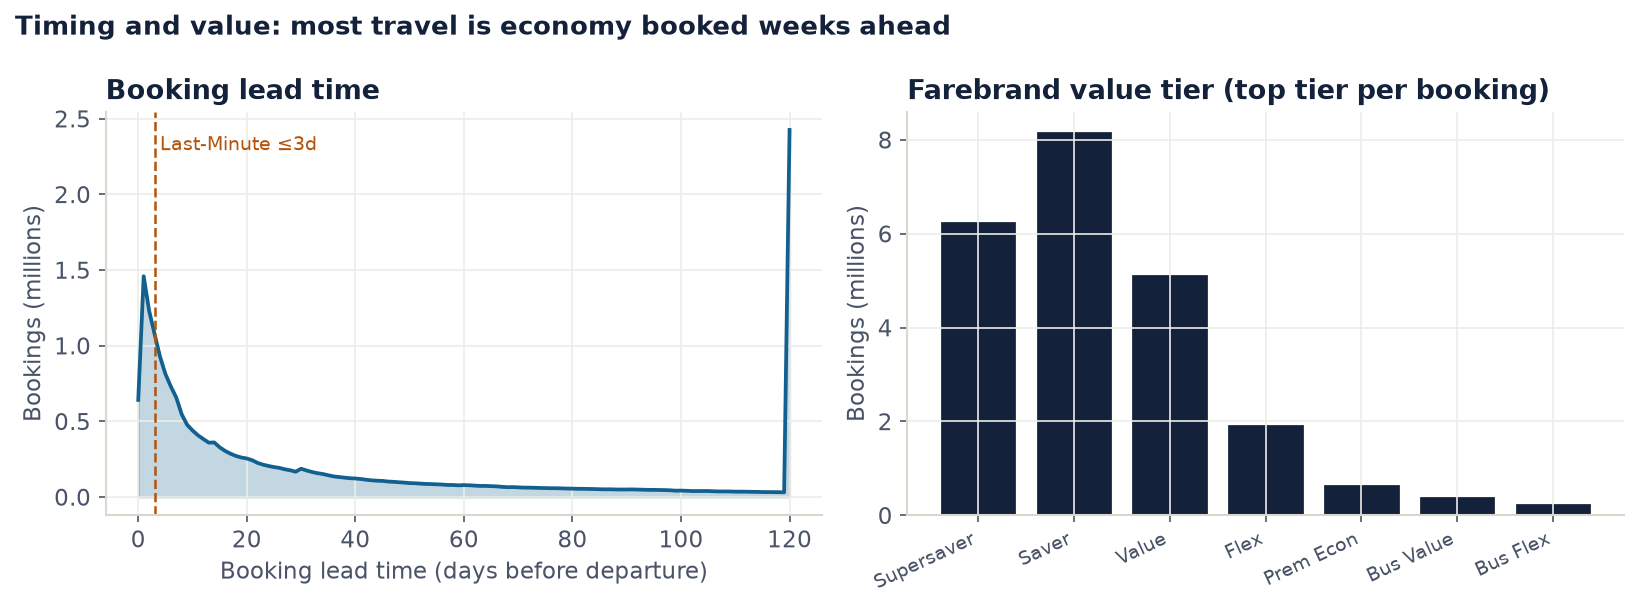 Timing and value: most travel is economy booked weeks ahead
Booking lead time
2.5
2.0
1.5
1.0
0.5
0.0
Bookings (millions)
Last-Minute ≤3d
0 20 40 60 80 100 120
Booking lead time (days before departure)
Farebrand value tier (top tier per booking)
8
6
4
2
0
Bookings (millions)
Supersaver Saver Value Flex Prem Econ Bus Value Bus Flex